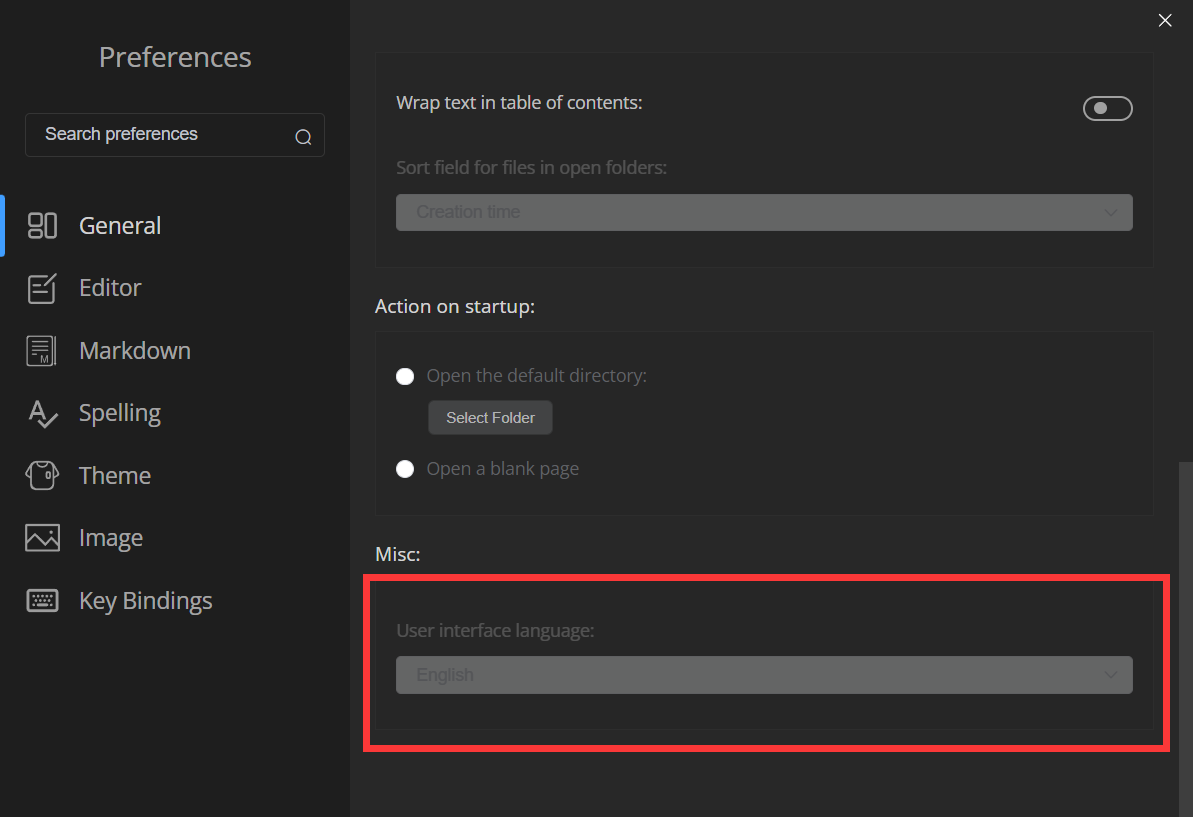 Preferences
Search preferences
General
Editor
Markdown
Spelling
Theme
Image
Key Bindings
Wrap text in table of contents:
Sort field for files in open folders:
Creation time
Action on startup:
Open the default directory:
Select Folder
Open a blank page
Misc:
User interface language:
English